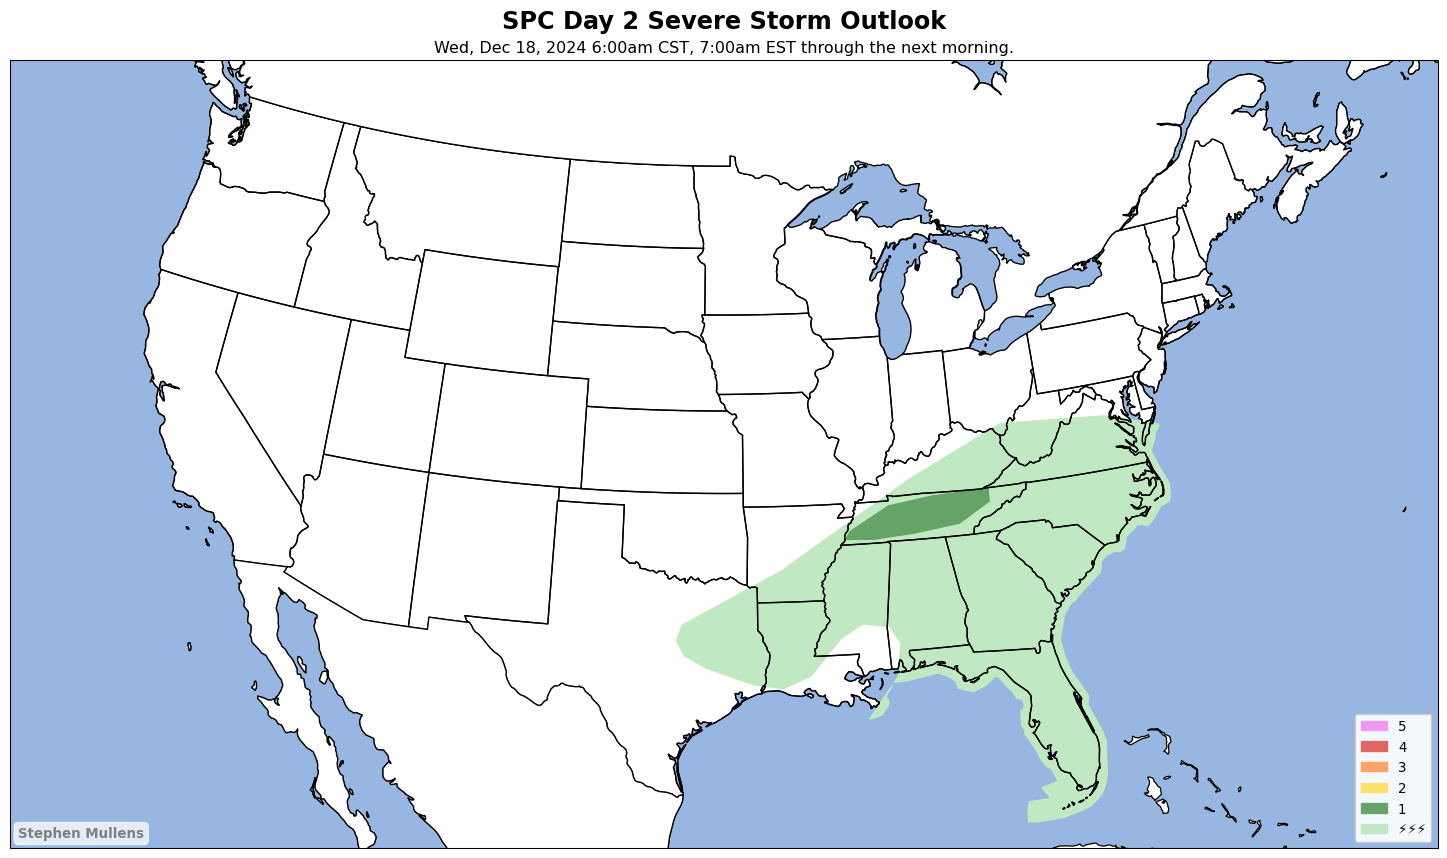 SPC Day 2 Severe Storm Outlook
Wed, Dec 18, 2024 6:00am CST, 7:00am EST through the next morning.
5
4
3
2
1
⚡⚡⚡
Stephen Mullens